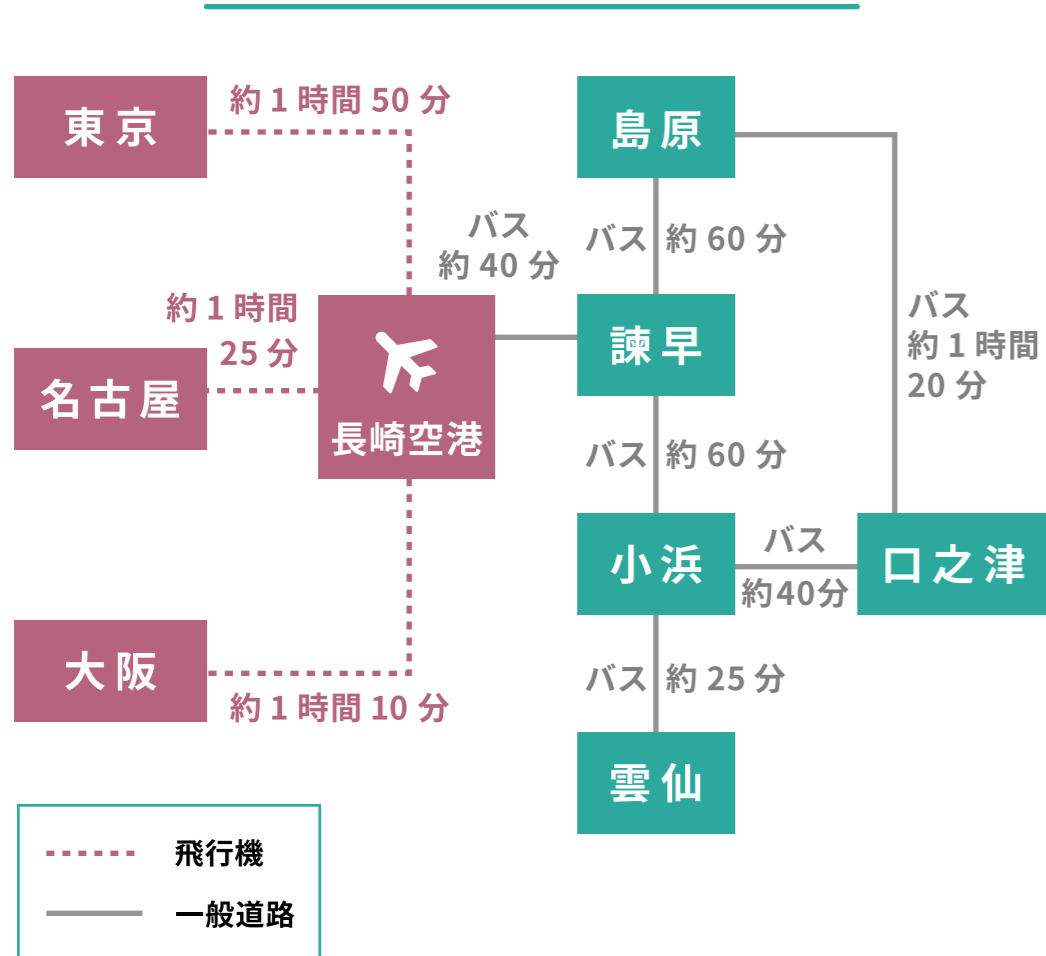 東京
約 1 時間 50 分
島原
バス
約 40 分
バス 約 60 分
約 1 時間
25 分
名古屋
長崎空港
諫早
バス
約 1 時間
20 分
バス 約 60 分
小浜
バス
約40分
口之津
大阪
約 1 時間 10 分
バス 約 25 分
雲仙
飛行機
一般道路